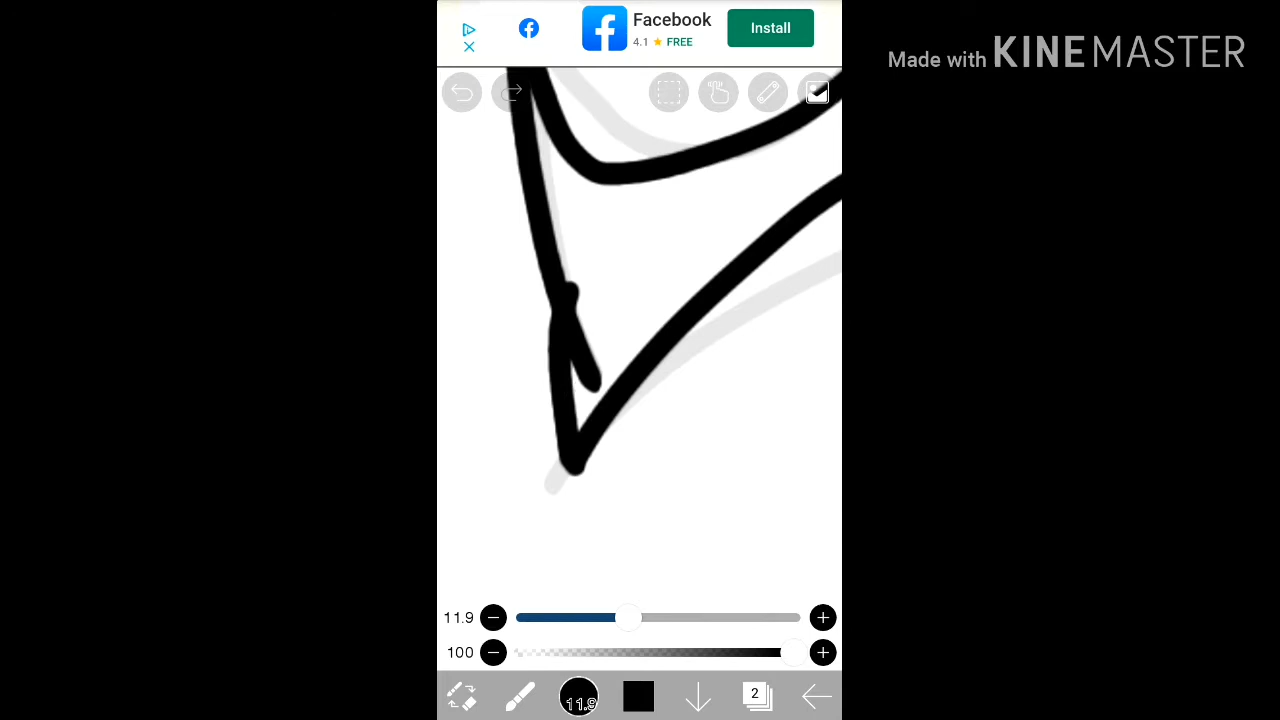 Facebook
4.1 ★ FREE
Install
Made with KINEMASTER
11.9
100
11.9
2